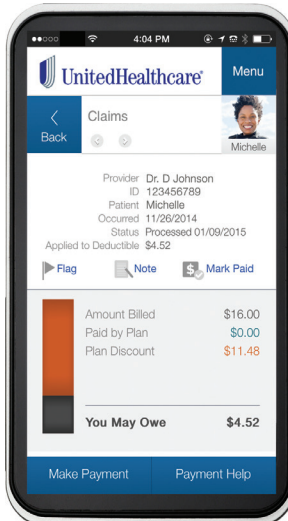 4:04 PM
UnitedHealthcare®
Menu
Back
Claims
Michelle
Provider Dr. D Johnson
ID 123456789
Patient Michelle
Occurred 11/26/2014
Status Processed 01/09/2015
Applied to Deductible $4.52
Flag Note $ Mark Paid
Amount Billed $16.00
Paid by Plan $0.00
Plan Discount $11.48
You May Owe $4.52
Make Payment Payment Help